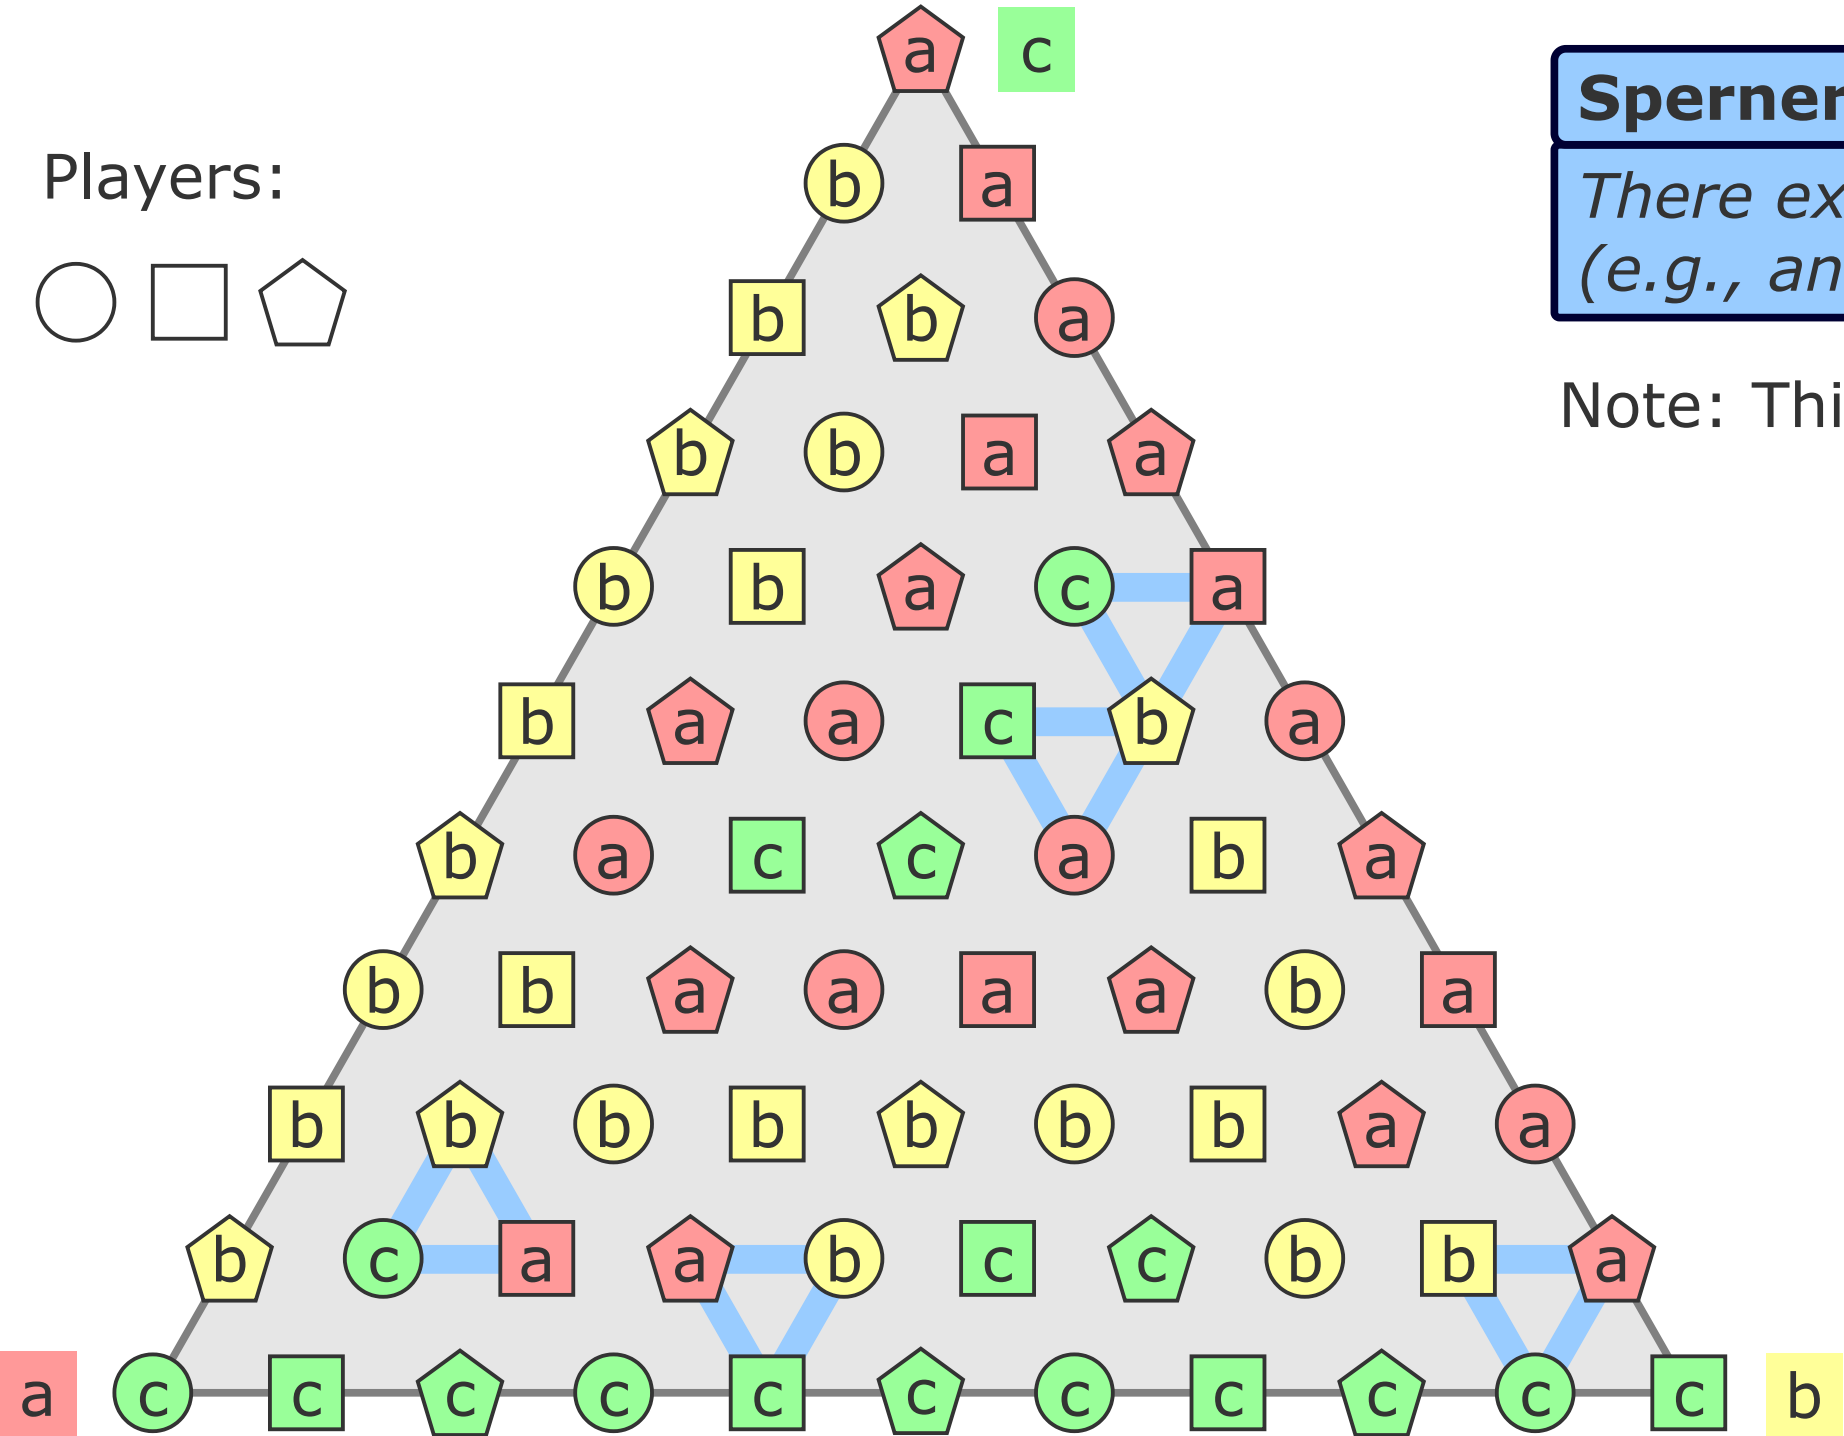 a c
Sperner
There ex
(e.g., an
Players:
b a
b b a
Note: Thi
b b a a
b b a c a
b a a c b a
b a c c a b a
b b a a a a b a
b b b b b b b a a
b c a a b c c b b a
a c c c c c c c c c c c b